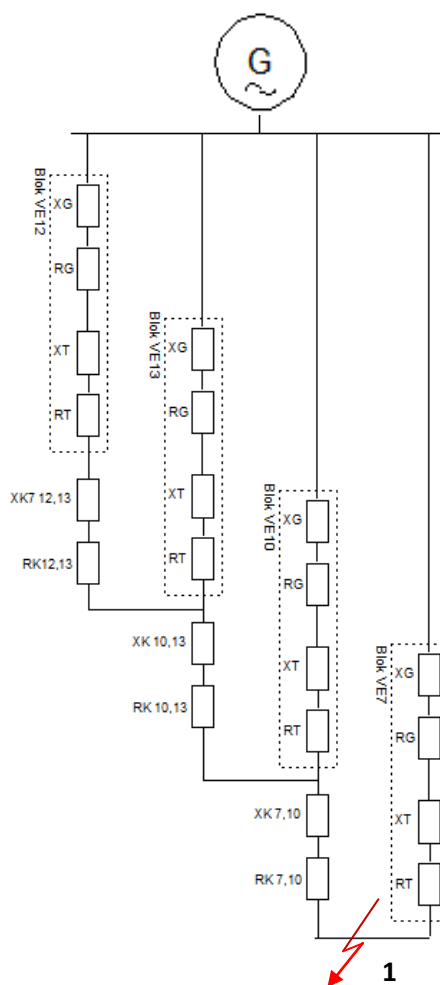 G
Blok VE12
XG
RG
XT
RT
XK7 12,13
RK12,13
Blok VE13
XG
RG
XT
RT
XK 10,13
RK 10,13
Blok VE10
XG
RG
XT
RT
XK 7,10
RK 7,10
Blok VE7
XG
RG
XT
RT
1